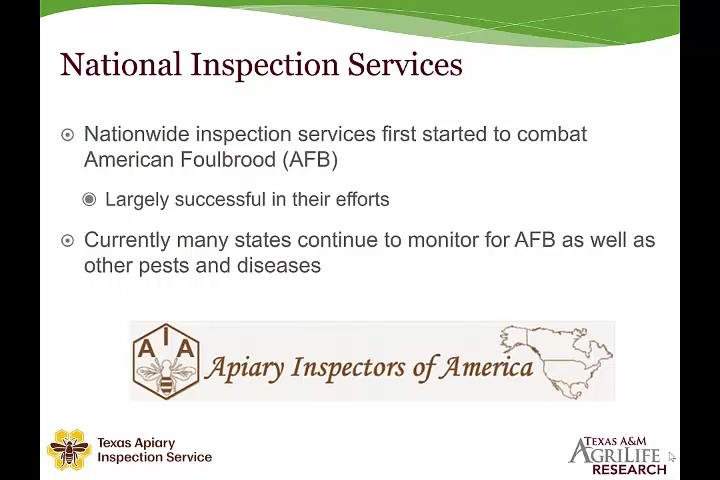 National Inspection Services
Nationwide inspection services first started to combat
American Foulbrood (AFB)
Largely successful in their efforts
Currently many states continue to monitor for AFB as well as
other pests and diseases
A I A
Apiary Inspectors of America
Texas Apiary
Inspection Service
TEXAS A&M
AGRILIFE
RESEARCH